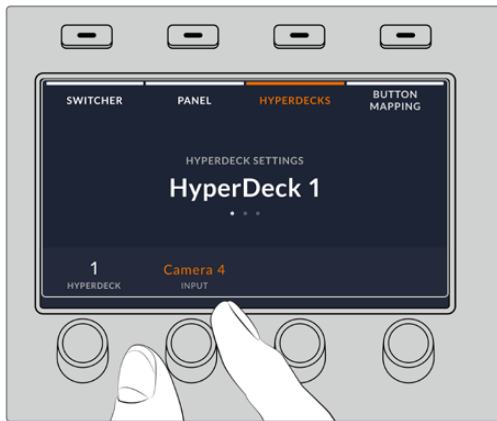 SWITCHER
PANEL
HYPERDECKS
BUTTON
MAPPING
HYPERDECK SETTINGS
HyperDeck 1
1
HYPERDECK
Camera 4
INPUT